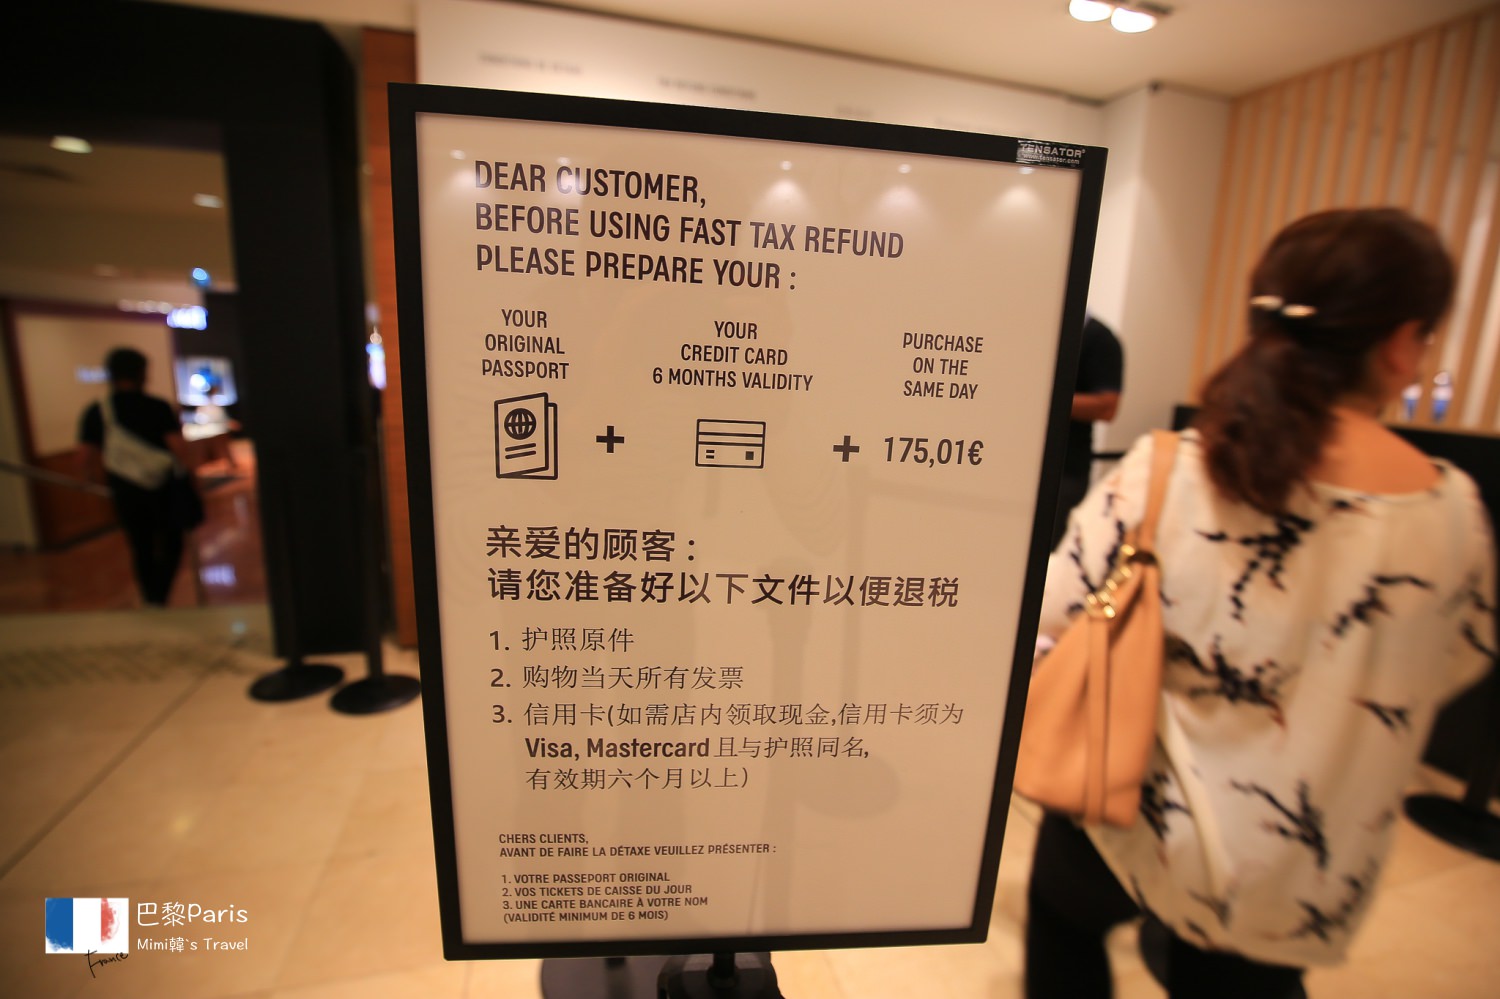 TENSATOR®
www.tensator.com
DEAR CUSTOMER,
BEFORE USING FAST TAX REFUND
PLEASE PREPARE YOUR :
YOUR
ORIGINAL
PASSPORT
+
YOUR
CREDIT CARD
6 MONTHS VALIDITY
+
PURCHASE
ON THE
SAME DAY
175,01€
亲爱的顾客 :
请您准备好以下文件以便退税
1. 护照原件
2. 购物当天所有发票
3. 信用卡(如需店内领取现金,信用卡须为
Visa, Mastercard 且与护照同名,
有效期六个月以上)
CHERS CLIENTS,
AVANT DE FAIRE LA DÉTAXE VEUILLEZ PRÉSENTER :
1. VOTRE PASSEPORT ORIGINAL
2. VOS TICKETS DE CAISSE DU JOUR
3. UNE CARTE BANCAIRE À VOTRE NOM
(VALIDITÉ MINIMUM DE 6 MOIS)
巴黎Paris
Mimi韓`s Travel
France